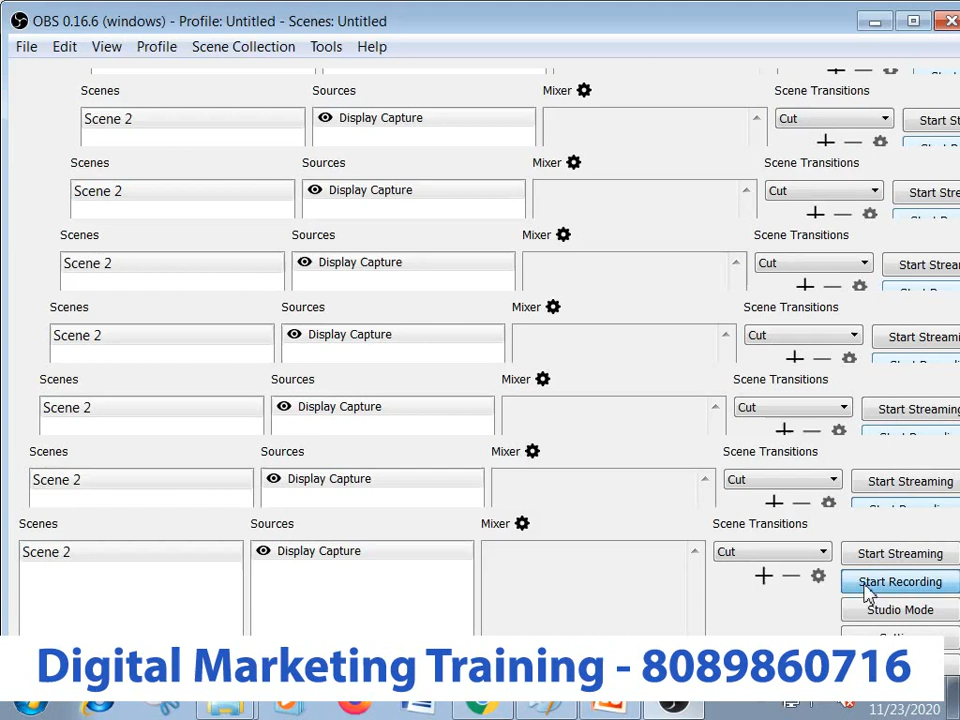 OBS 0.16.6 (windows) - Profile: Untitled - Scenes: Untitled
File Edit View Profile Scene Collection Tools Help
Scenes Sources Mixer Scene Transitions
Scene 2 Display Capture Cut Start St
Scenes Sources Mixer Scene Transitions
Scene 2 Display Capture Cut Start Stre
Scenes Sources Mixer Scene Transitions
Scene 2 Display Capture Cut Start Strea
Scenes Sources Mixer Scene Transitions
Scene 2 Display Capture Cut Start Streami
Scenes Sources Mixer Scene Transitions
Scene 2 Display Capture Cut Start Streaming
Scenes Sources Mixer Scene Transitions
Scene 2 Display Capture Cut Start Streaming
Scenes Sources Mixer Scene Transitions
Scene 2 Display Capture Cut Start Streaming
Start Recording
Studio Mode
Digital Marketing Training - 8089860716
11/23/2020